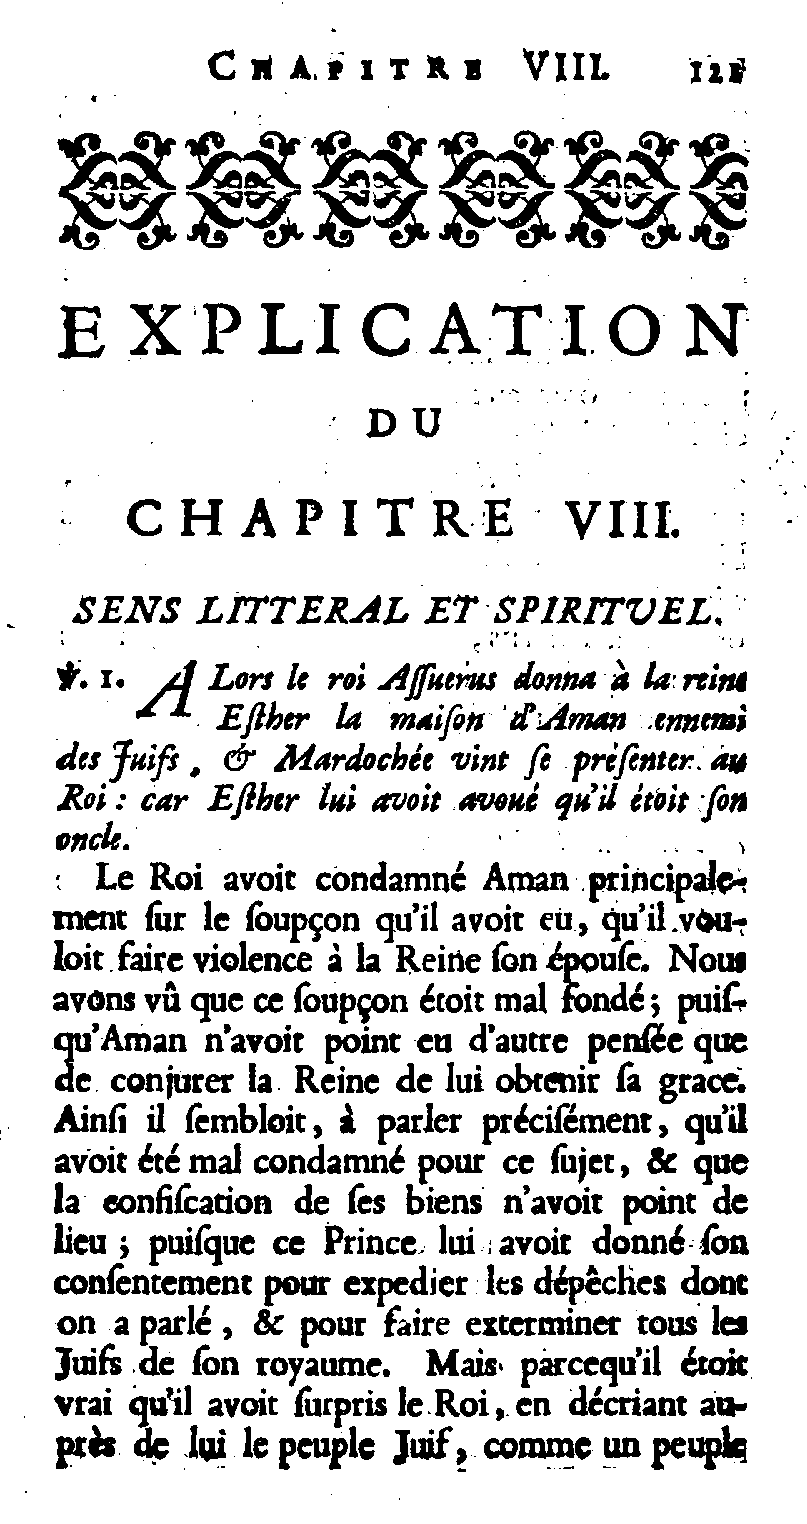 CHAPITRE VIII. 121
EXPLICATION
DU
CHAPITRE VIII.
SENS LITTERAL ET SPIRITUEL.
℣. 1. ALors le roi Aſſuerus donna à la reine
Eſther la maiſon d'Aman ennemi
des Juifs, & Mardochée vint ſe préſenter au
Roi : car Eſther lui avoit avoué qu'il étoit ſon
oncle.
Le Roi avoit condamné Aman principale-
ment ſur le ſoupçon qu'il avoit eu, qu'il vou-
loit faire violence à la Reine ſon épouſe. Nous
avons vû que ce ſoupçon étoit mal fondé ; puiſ-
qu'Aman n'avoit point eu d'autre penſée que
de conjurer la Reine de lui obtenir ſa grace.
Ainſi il ſembloit, à parler préciſément, qu'il
avoit été mal condamné pour ce ſujet, & que
la confiſcation de ſes biens n'avoit point de
lieu ; puiſque ce Prince lui avoit donné ſon
conſentement pour expedier les dépêches dont
on a parlé, & pour faire exterminer tous les
Juifs de ſon royaume. Mais parcequ'il étoit
vrai qu'il avoit ſurpris le Roi, en décriant au-
près de lui le peuple Juif, comme un peuple